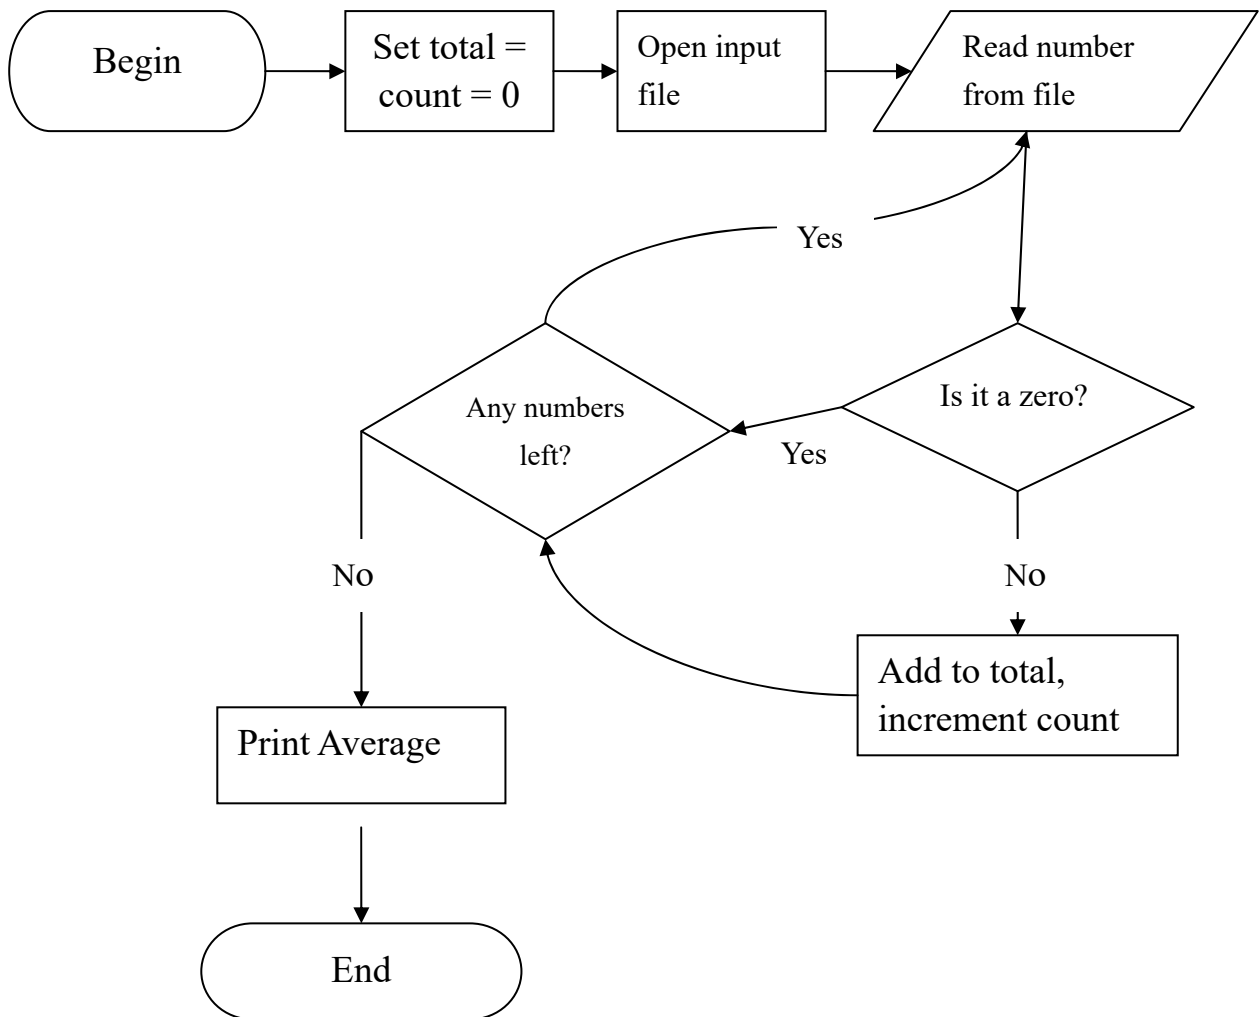 Begin
Set total =
count = 0
Open input
file
Read number
from file
Yes
Is it a zero?
Any numbers
left?
Yes
No
No
Add to total,
increment count
Print Average
End